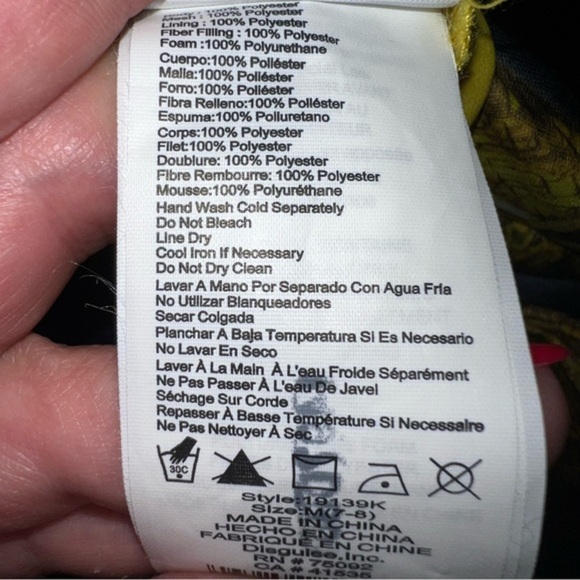 Mesh : 100% Polyester
Lining : 100% Polyester
Fiber Filling : 100% Polyester
Foam :100% Polyurethane
Cuerpo:100% Poliéster
Malla:100% Poliéster
Forro:100% Poliéster
Fibra Relleno:100% Poliéster
Espuma:100% Poliuretano
Corps:100% Polyester
Filet:100% Polyester
Doublure: 100% Polyester
Fibre Rembourre: 100% Polyester
Mousse:100% Polyuréthane
Hand Wash Cold Separately
Do Not Bleach
Line Dry
Cool Iron If Necessary
Do Not Dry Clean
Lavar A Mano Por Separado Con Agua Fría
No Utilizar Blanqueadores
Secar Colgada
Planchar A Baja Temperatura Si Es Necesario
No Lavar En Seco
Laver À La Main À L'eau Froide Séparément
Ne Pas Passer À L'eau De Javel
Séchage Sur Corde
Repasser À Basse Température Si Necessaire
Ne Pas Nettoyer À Sec
30C
Style:19139K
Size:M(7-8)
MADE IN CHINA
HECHO EN CHINA
FABRIQUÉ EN CHINE
Disguise,Inc.
RN # 75092
CA # 41535